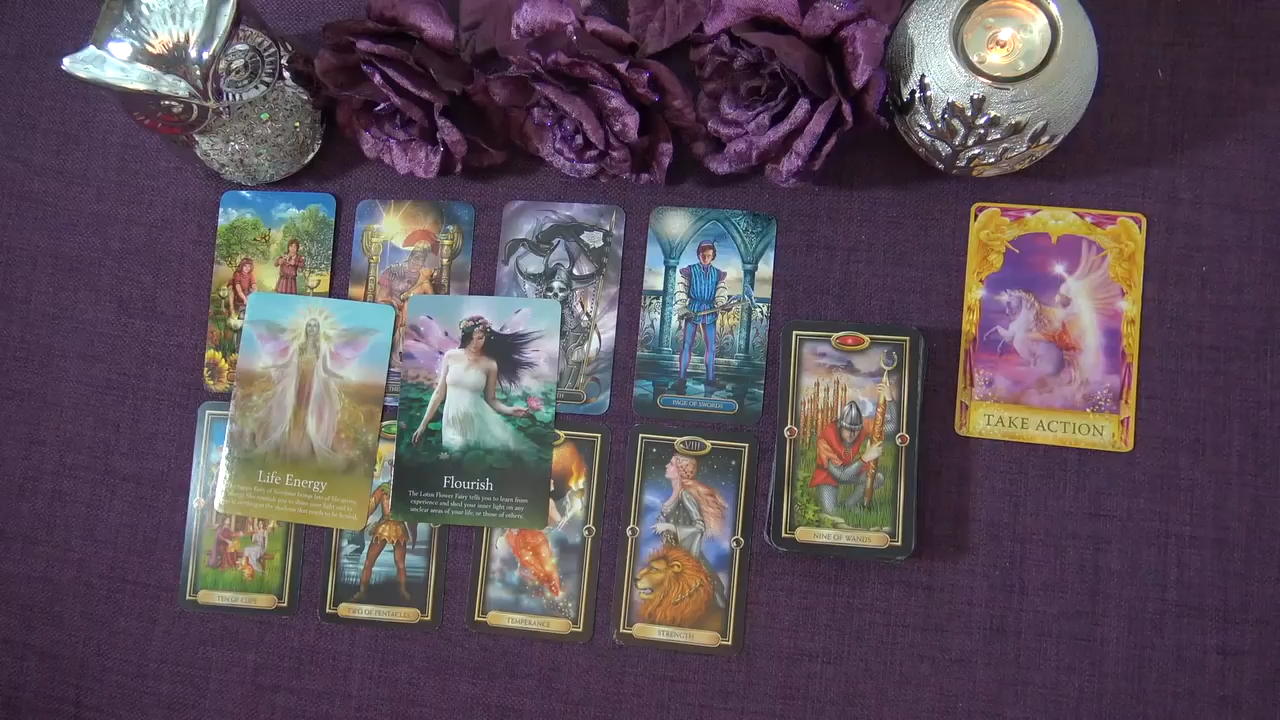 PAGE OF SWORDS
TAKE ACTION
Life Energy
Flourish
The Lotus Flower Fairy tells you to learn from
experience and shed your inner light on any
unclear areas of your life, or those of others.
VIII
NINE OF WANDS
TEN OF CUPS
TWO OF PENTACLES
TEMPERANCE
STRENGTH